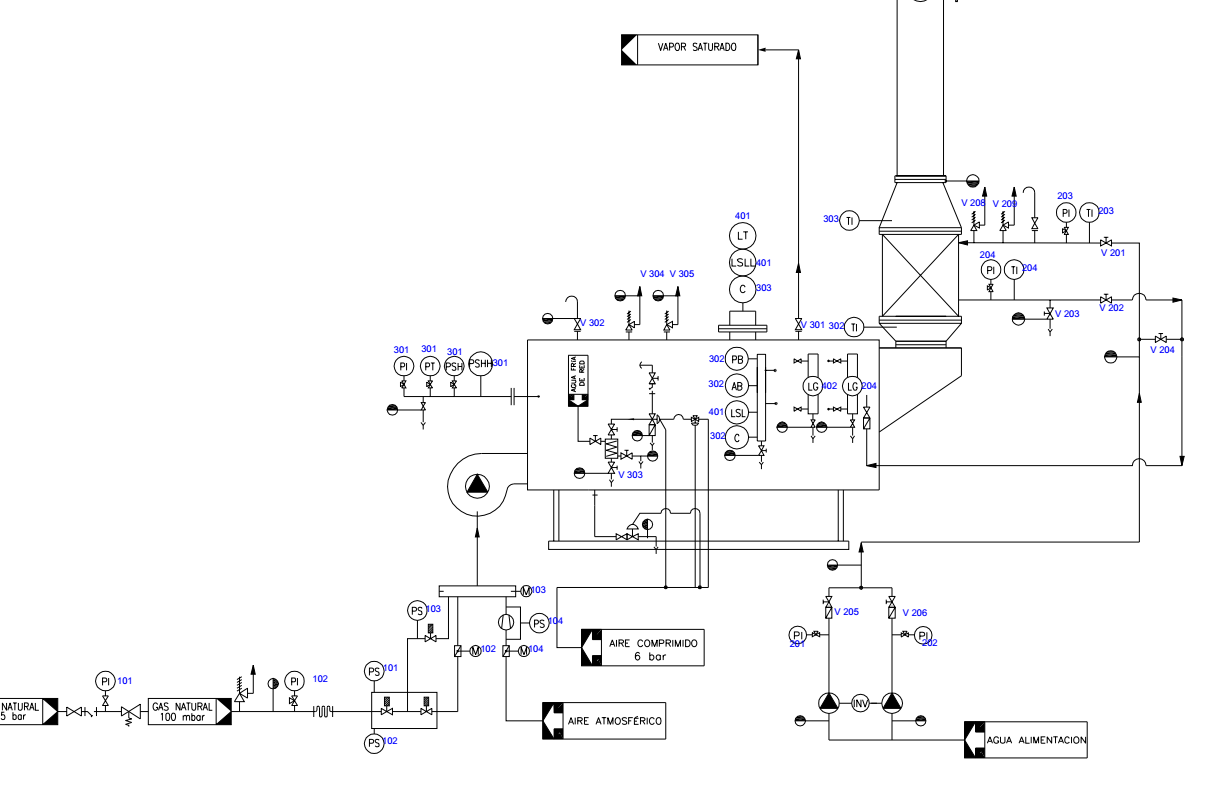 VAPOR SATURADO
203
V 208
V 209
PI
TI
203
303
TI
V 201
401
LT
LSLL
401
C
303
204
PI
TI
204
V 202
V 203
V 204
V 304
V 305
V 302
V 301
302
TI
301
301
301
301
PI
PT
PSH
PSHH
AGUA FRIA
DE RED
302
PB
302
AB
401
LSL
302
C
LG
402
LG
204
V 303
103
M
103
PS
PS
104
M
102
M
104
AIRE COMPRIMIDO
6 bar
V 205
V 206
PI
201
PI
202
INV
AGUA ALIMENTACION
AIRE ATMOSFÉRICO
PS
101
PS
102
PI
101
PI
102
NATURAL
5 bar
GAS NATURAL
100 mbar